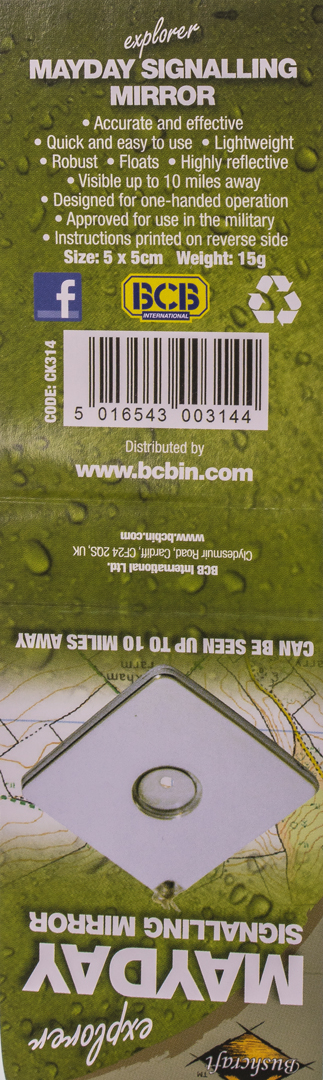 explorer
MAYDAY SIGNALLING
MIRROR
• Accurate and effective
• Quick and easy to use • Lightweight
• Robust • Floats • Highly reflective
• Visible up to 10 miles away
• Designed for one-handed operation
• Approved for use in the military
• Instructions printed on reverse side
Size: 5 x 5cm Weight: 15g
f
BCB
INTERNATIONAL
CODE: CK314
5 016543 003144
Distributed by
www.bcbin.com
BCB International Ltd.
Clydesmuir Road, Cardiff, CF24 2QS, UK
www.bcbin.com
Bushcraft
TM
explorer
MAYDAY
SIGNALLING MIRROR
CAN BE SEEN UP TO 10 MILES AWAY